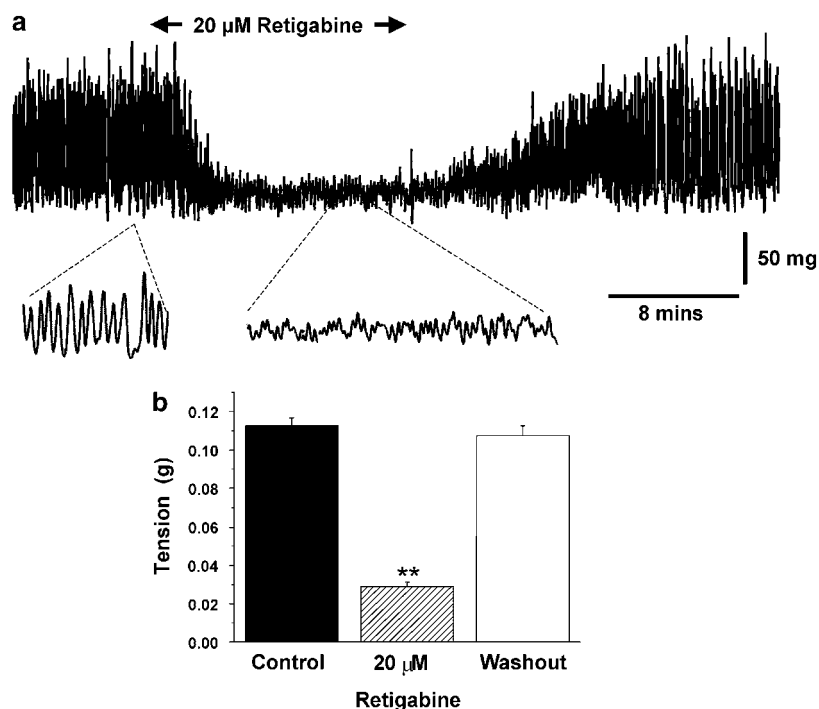 a
20 µM Retigabine
50 mg
8 mins
b
Tension (g)
0.12
0.10
0.08
0.06
0.04
0.02
0.00
**
Control
20 µM
Washout
Retigabine